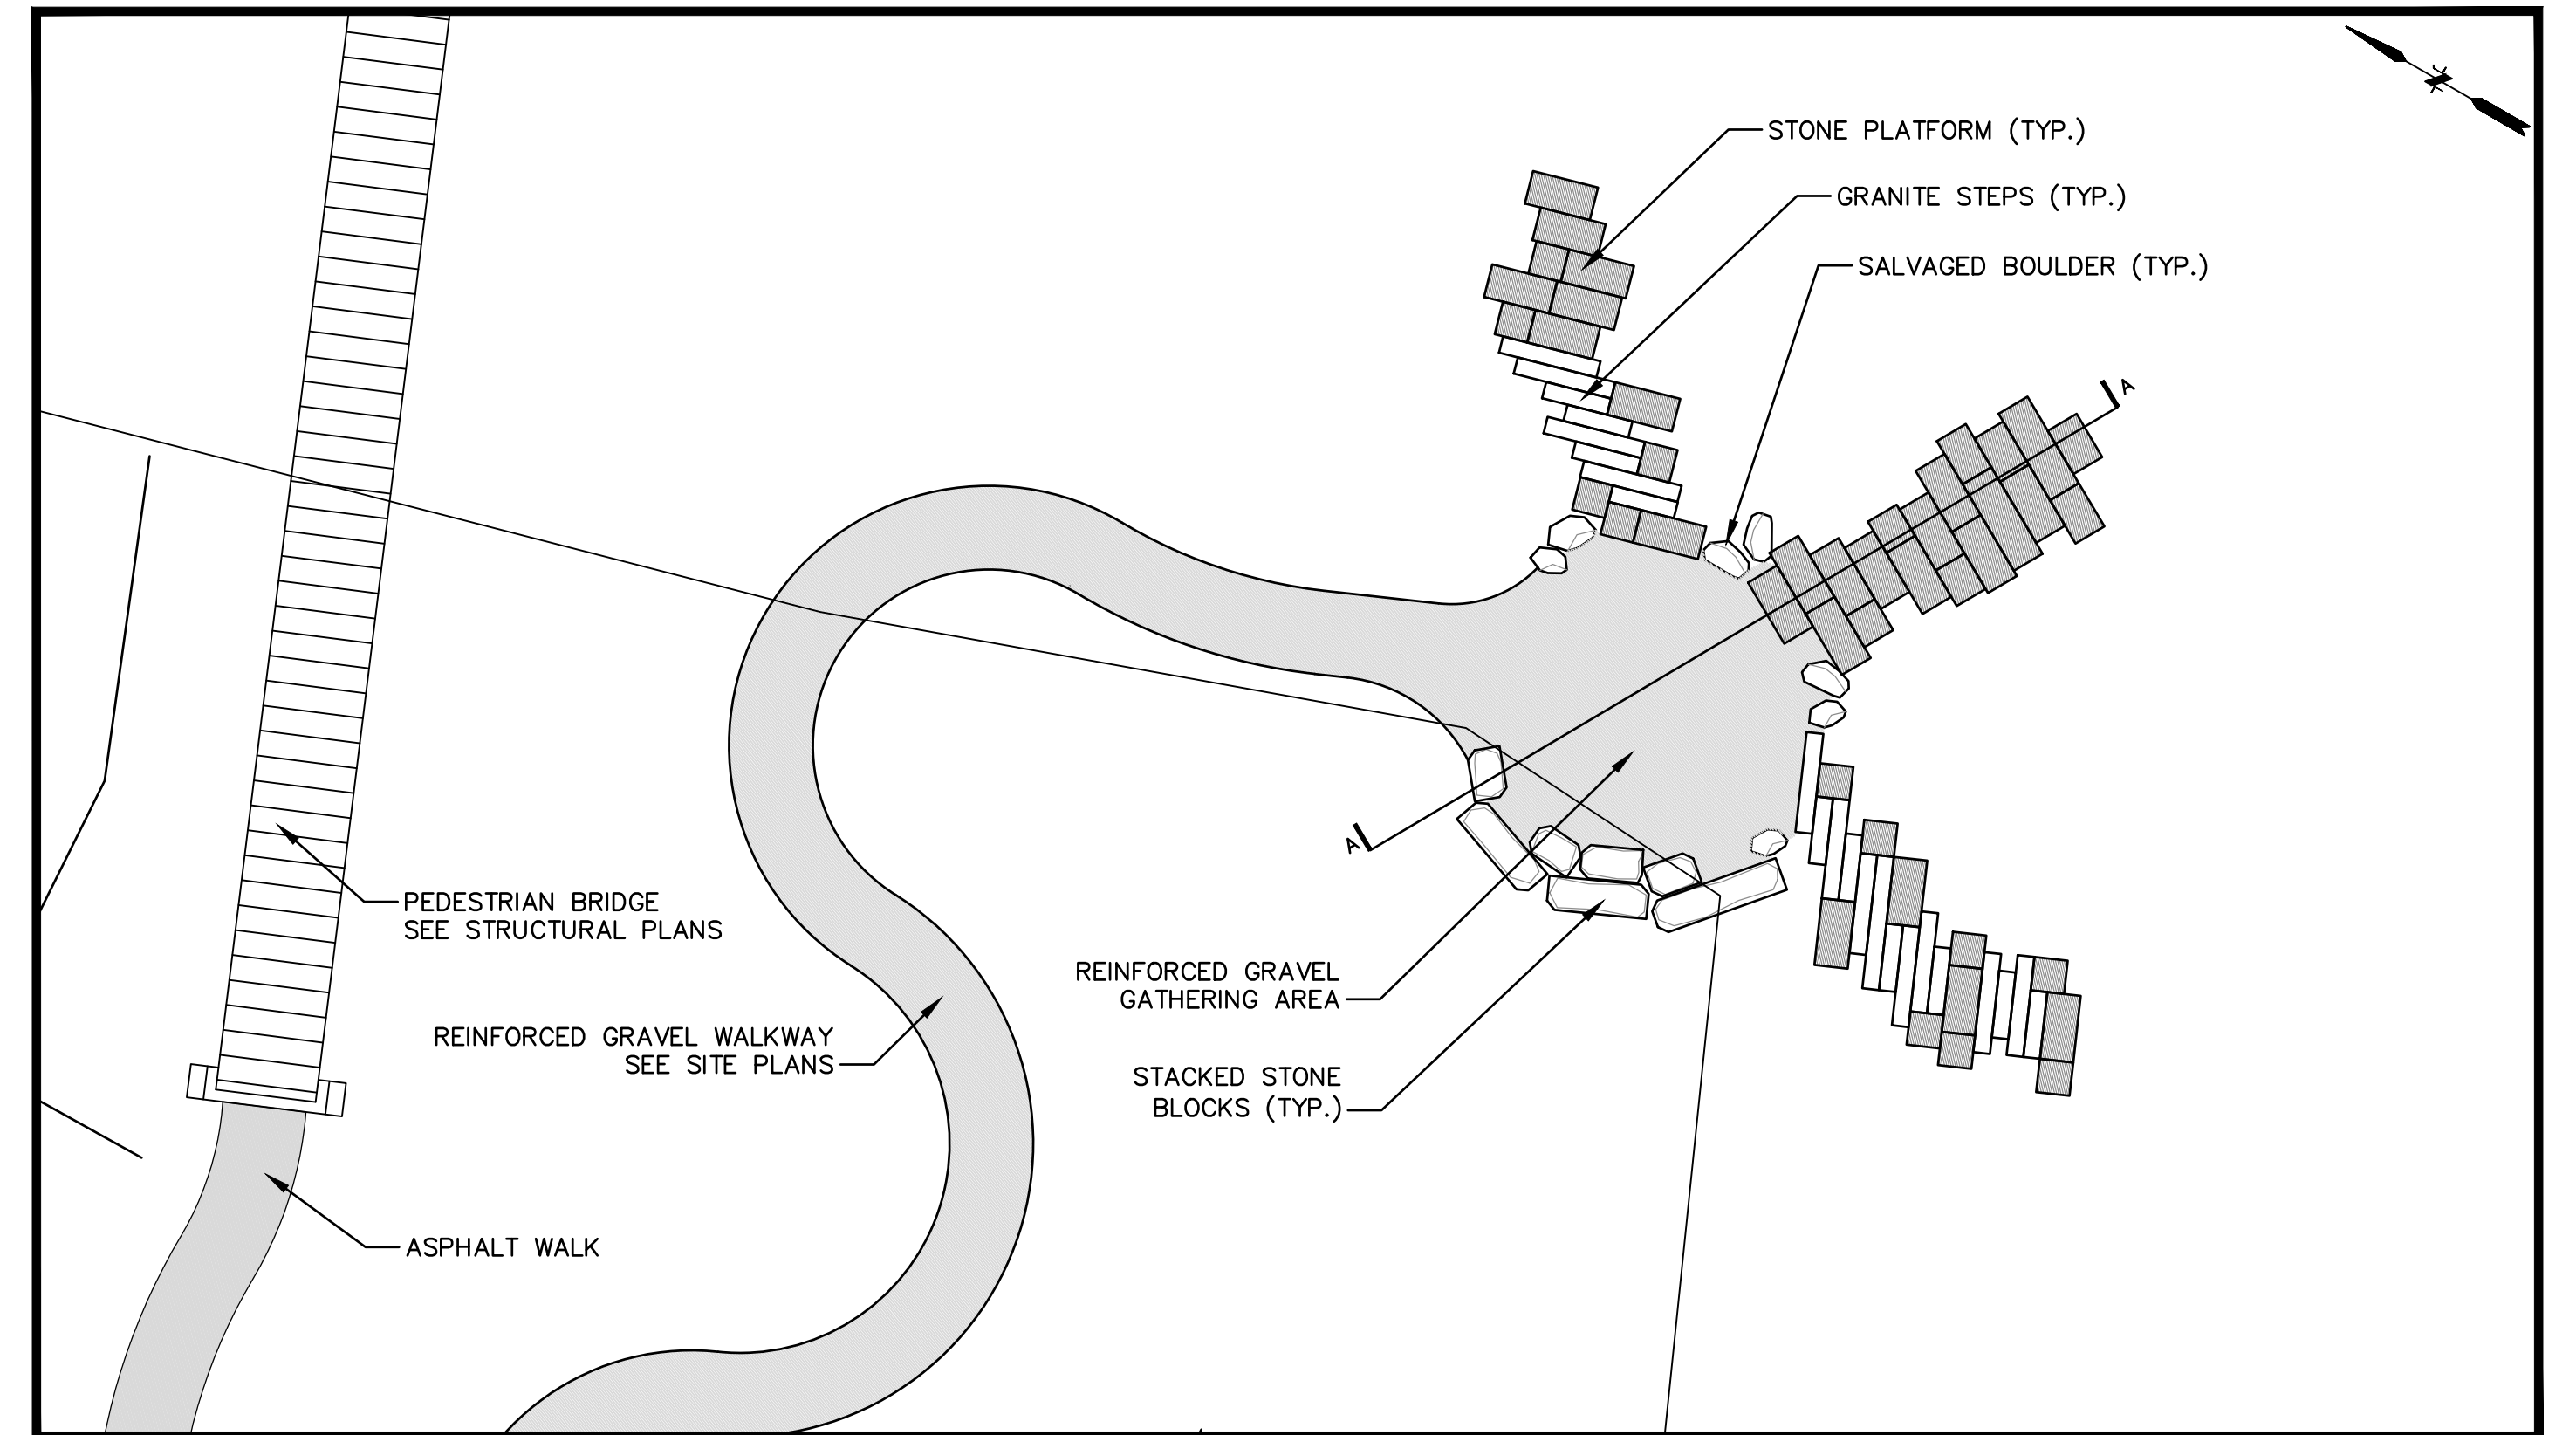 N
STONE PLATFORM (TYP.)
GRANITE STEPS (TYP.)
SALVAGED BOULDER (TYP.)
A
A
PEDESTRIAN BRIDGE
SEE STRUCTURAL PLANS
REINFORCED GRAVEL
GATHERING AREA
REINFORCED GRAVEL WALKWAY
SEE SITE PLANS
STACKED STONE
BLOCKS (TYP.)
ASPHALT WALK